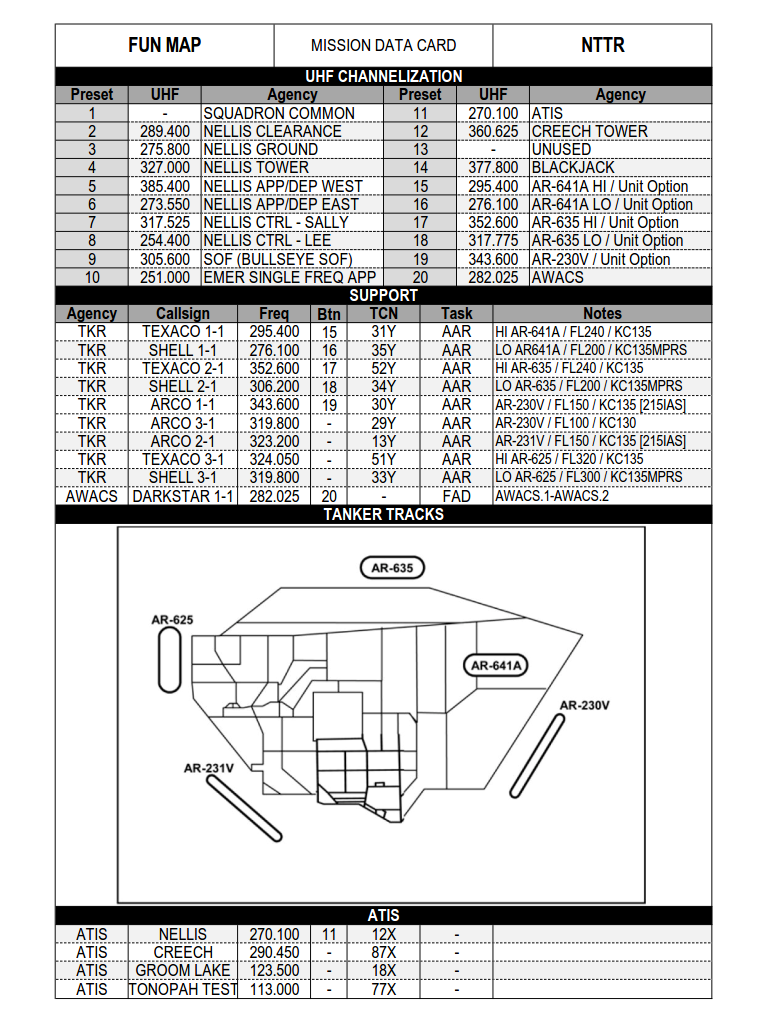 FUN MAP MISSION DATA CARD NTTR
UHF CHANNELIZATION
Preset UHF Agency Preset UHF Agency
1 - SQUADRON COMMON 11 270.100 ATIS
2 289.400 NELLIS CLEARANCE 12 360.625 CREECH TOWER
3 275.800 NELLIS GROUND 13 - UNUSED
4 327.000 NELLIS TOWER 14 377.800 BLACKJACK
5 385.400 NELLIS APP/DEP WEST 15 295.400 AR-641A HI / Unit Option
6 273.550 NELLIS APP/DEP EAST 16 276.100 AR-641A LO / Unit Option
7 317.525 NELLIS CTRL - SALLY 17 352.600 AR-635 HI / Unit Option
8 254.400 NELLIS CTRL - LEE 18 317.775 AR-635 LO / Unit Option
9 305.600 SOF (BULLSEYE SOF) 19 343.600 AR-230V / Unit Option
10 251.000 EMER SINGLE FREQ APP 20 282.025 AWACS
SUPPORT
Agency Callsign Freq Btn TCN Task Notes
TKR TEXACO 1-1 295.400 15 31Y AAR HI AR-641A / FL240 / KC135
TKR SHELL 1-1 276.100 16 35Y AAR LO AR641A / FL200 / KC135MPRS
TKR TEXACO 2-1 352.600 17 52Y AAR HI AR-635 / FL240 / KC135
TKR SHELL 2-1 306.200 18 34Y AAR LO AR-635 / FL200 / KC135MPRS
TKR ARCO 1-1 343.600 19 30Y AAR AR-230V / FL150 / KC135 [215IAS]
TKR ARCO 3-1 319.800 - 29Y AAR AR-230V / FL100 / KC130
TKR ARCO 2-1 323.200 - 13Y AAR AR-231V / FL150 / KC135 [215IAS]
TKR TEXACO 3-1 324.050 - 51Y AAR HI AR-625 / FL320 / KC135
TKR SHELL 3-1 319.800 - 33Y AAR LO AR-625 / FL300 / KC135MPRS
AWACS DARKSTAR 1-1 282.025 20 - FAD AWACS.1-AWACS.2
TANKER TRACKS
AR-635
AR-625
AR-641A
AR-230V
AR-231V
ATIS
ATIS NELLIS 270.100 11 12X -
ATIS CREECH 290.450 - 87X -
ATIS GROOM LAKE 123.500 - 18X -
ATIS TONOPAH TEST 113.000 - 77X -